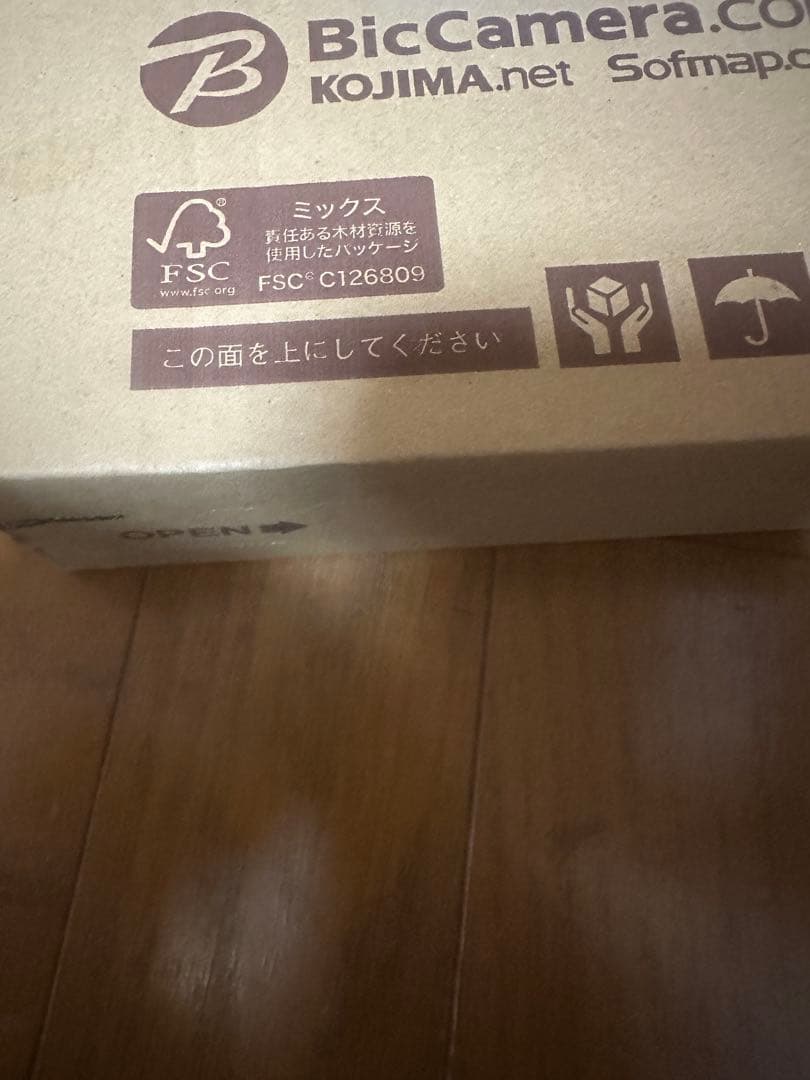 BicCamera.co
KOJIMA.net Sofmap.c
ミックス
責任ある木材資源を
使用したパッケージ
FSC® C126809
FSC
www.fsc.org
この面を上にしてください
OPEN